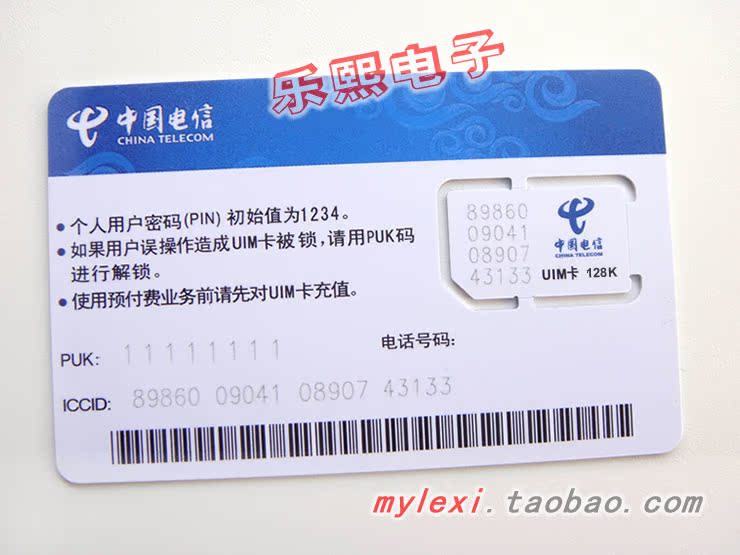 乐熙电子
中国电信
CHINA TELECOM
• 个人用户密码(PIN) 初始值为1234。
• 如果用户误操作造成UIM卡被锁,请用PUK码
进行解锁。
• 使用预付费业务前请先对UIM卡充值。
89860
09041
08907
43133
中国电信
CHINA TELECOM
UIM卡 128K
PUK: 11111111
电话号码:
ICCID: 89860 09041 08907 43133
mylexi.taobao.com